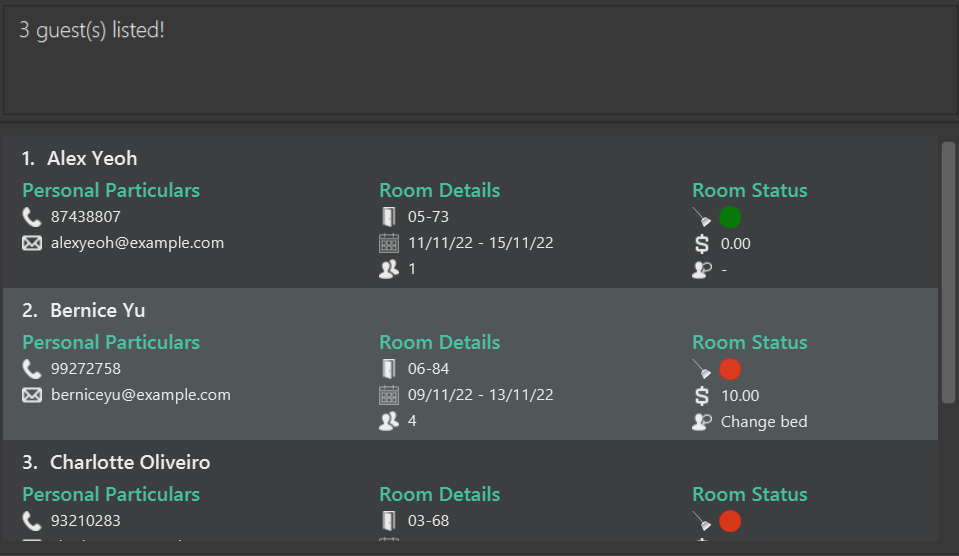 3 guest(s) listed!
1. Alex Yeoh
Personal Particulars Room Details Room Status
87438807 05-73
alexyeoh@example.com 11/11/22 - 15/11/22 $ 0.00
1 -
2. Bernice Yu
Personal Particulars Room Details Room Status
99272758 06-84
berniceyu@example.com 09/11/22 - 13/11/22 $ 10.00
4 Change bed
3. Charlotte Oliveiro
Personal Particulars Room Details Room Status
93210283 03-68